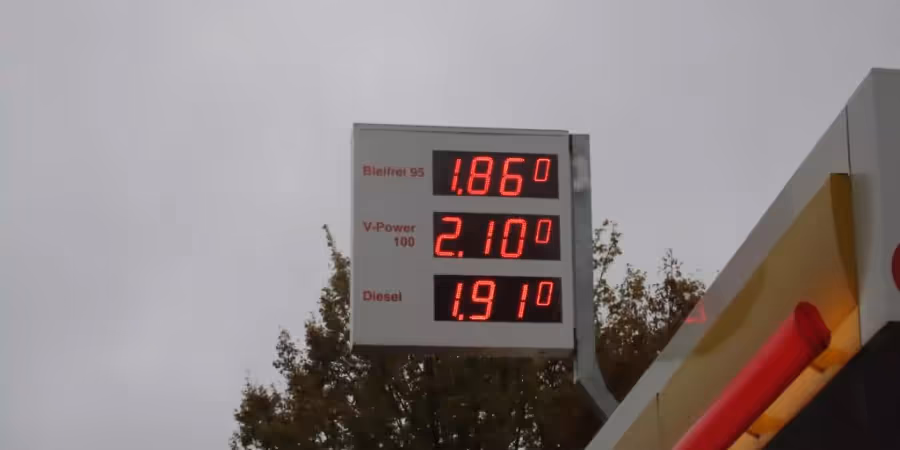 Bleifrei 95 1.86⁰
V-Power 2.10⁰
100
Diesel 1.91⁰